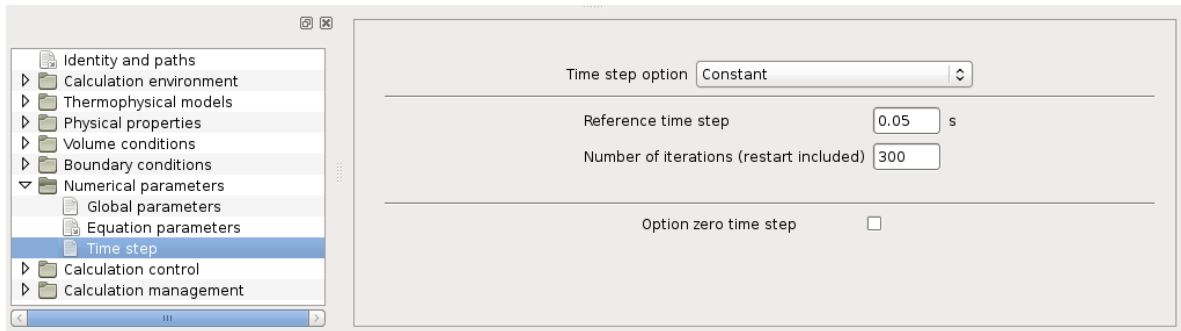 Identity and paths
Calculation environment
Thermophysical models
Physical properties
Volume conditions
Boundary conditions
Numerical parameters
Global parameters
Equation parameters
Time step
Calculation control
Calculation management
Time step option Constant
Reference time step 0.05 s
Number of iterations (restart included) 300
Option zero time step